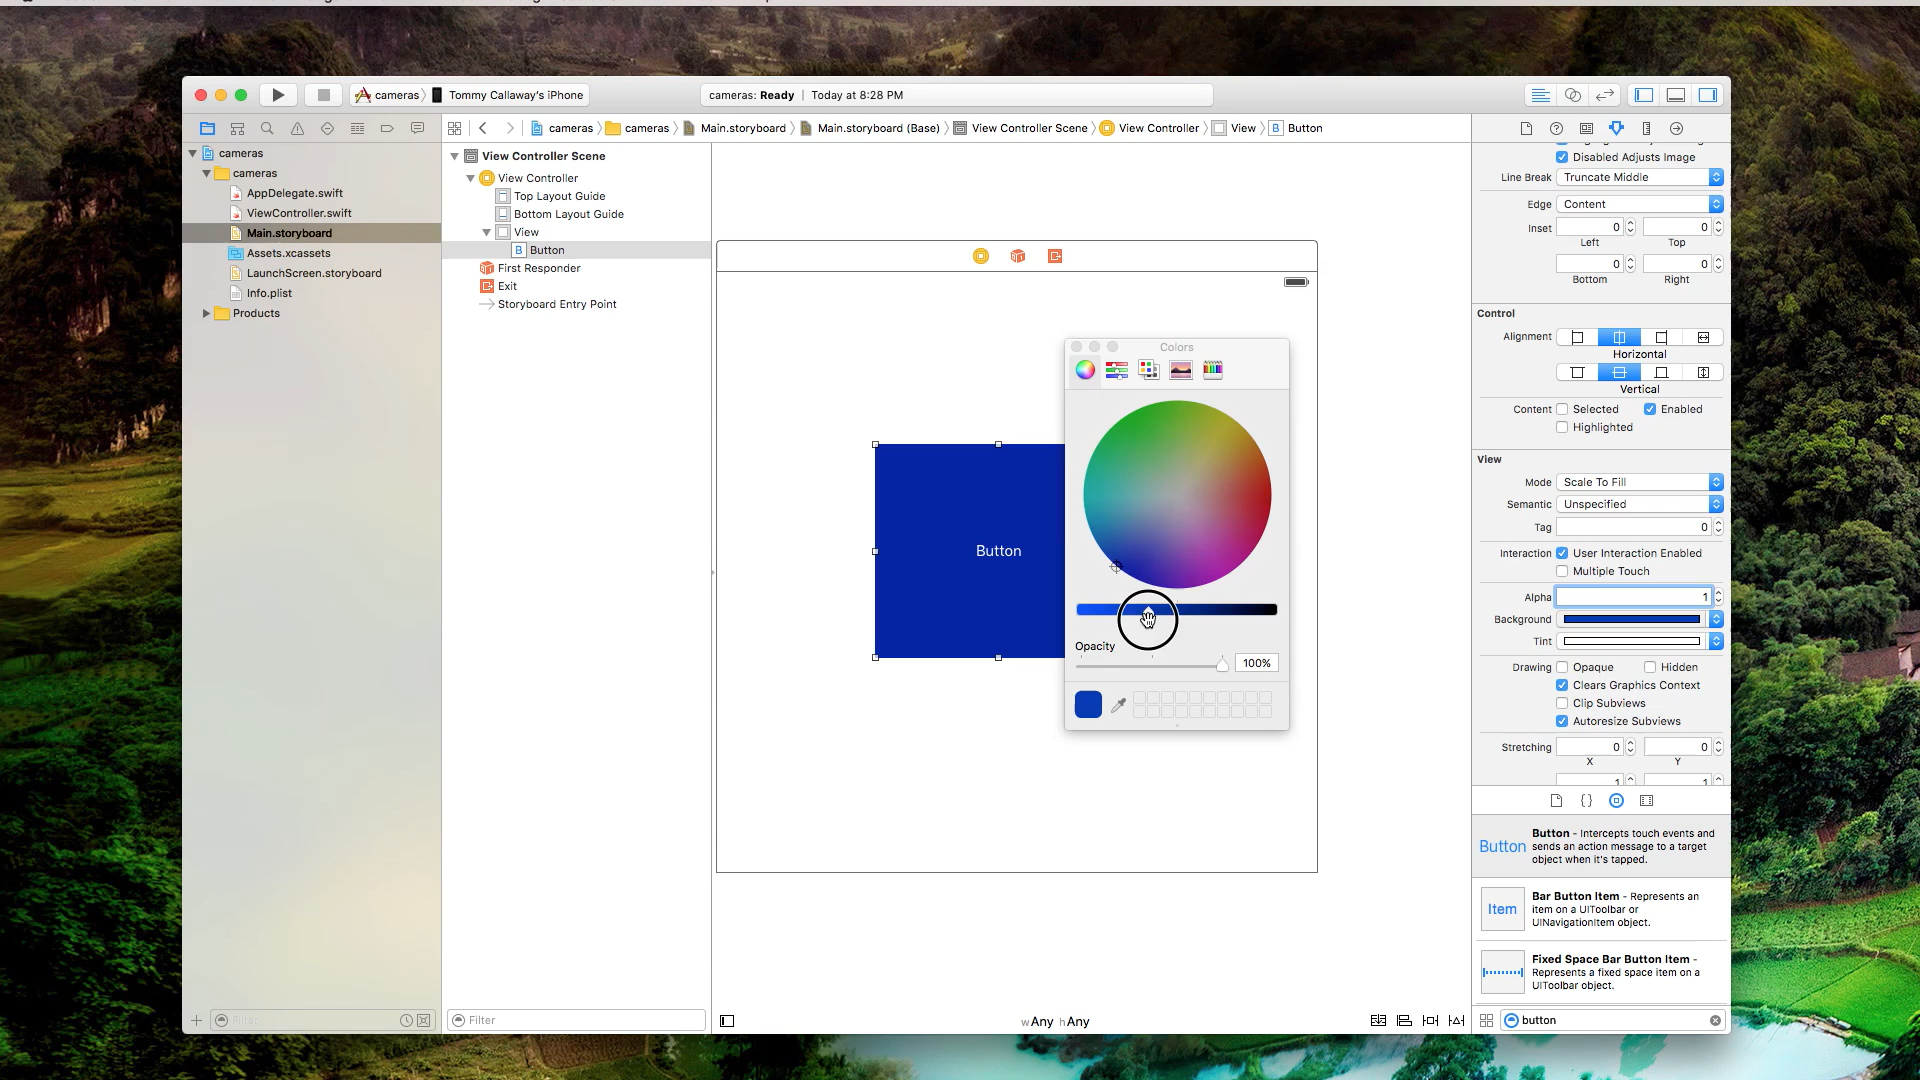 cameras
Tommy Callaway's iPhone
cameras: Ready | Today at 8:28 PM
cameras
cameras
Main.storyboard
Main.storyboard (Base)
View Controller Scene
View Controller
View
B Button
cameras
cameras
AppDelegate.swift
ViewController.swift
Main.storyboard
Assets.xcassets
LaunchScreen.storyboard
Info.plist
Products
Filter
View Controller Scene
View Controller
Top Layout Guide
Bottom Layout Guide
View
B Button
First Responder
Exit
Storyboard Entry Point
Filter
Button
wAny hAny
Colors
Opacity
100%
Disabled Adjusts Image
Line Break Truncate Middle
Edge Content
Inset 0 0
Left Top
0 0
Bottom Right
Control
Alignment
Horizontal
Vertical
Content Selected Enabled
Highlighted
View
Mode Scale To Fill
Semantic Unspecified
Tag 0
Interaction User Interaction Enabled
Multiple Touch
Alpha 1
Background
Tint
Drawing Opaque Hidden
Clears Graphics Context
Clip Subviews
Autoresize Subviews
Stretching 0 0
X Y
1 1
{}
Button
Button - Intercepts touch events and
sends an action message to a target
object when it's tapped.
Item
Bar Button Item - Represents an
item on a UIToolbar or
UINavigationItem object.
Fixed Space Bar Button Item -
Represents a fixed space item on a
UIToolbar object.
button